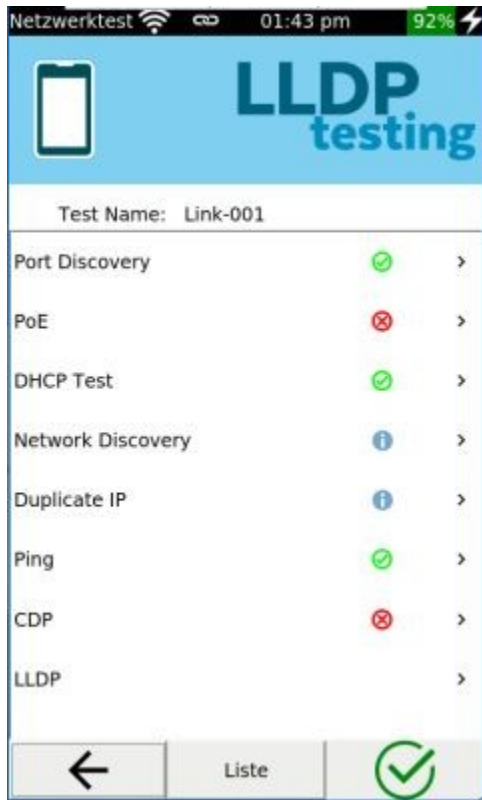 Netzwerktest 01:43 pm 92%
LLDP
testing
Test Name: Link-001
Port Discovery
PoE
DHCP Test
Network Discovery
Duplicate IP
Ping
CDP
LLDP
Liste